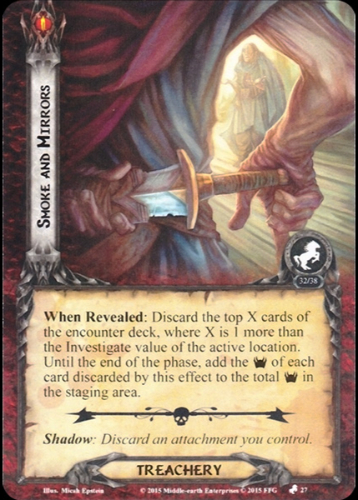 Smoke and Mirrors
32/38
When Revealed: Discard the top X cards of
the encounter deck, where X is 1 more than
the Investigate value of the active location.
Until the end of the phase, add the of each
card discarded by this effect to the total in
the staging area.
Shadow: Discard an attachment you control.
TREACHERY
Illus. Micah Epstein © 2015 Middle-earth Enterprises © 2015 FFG 27